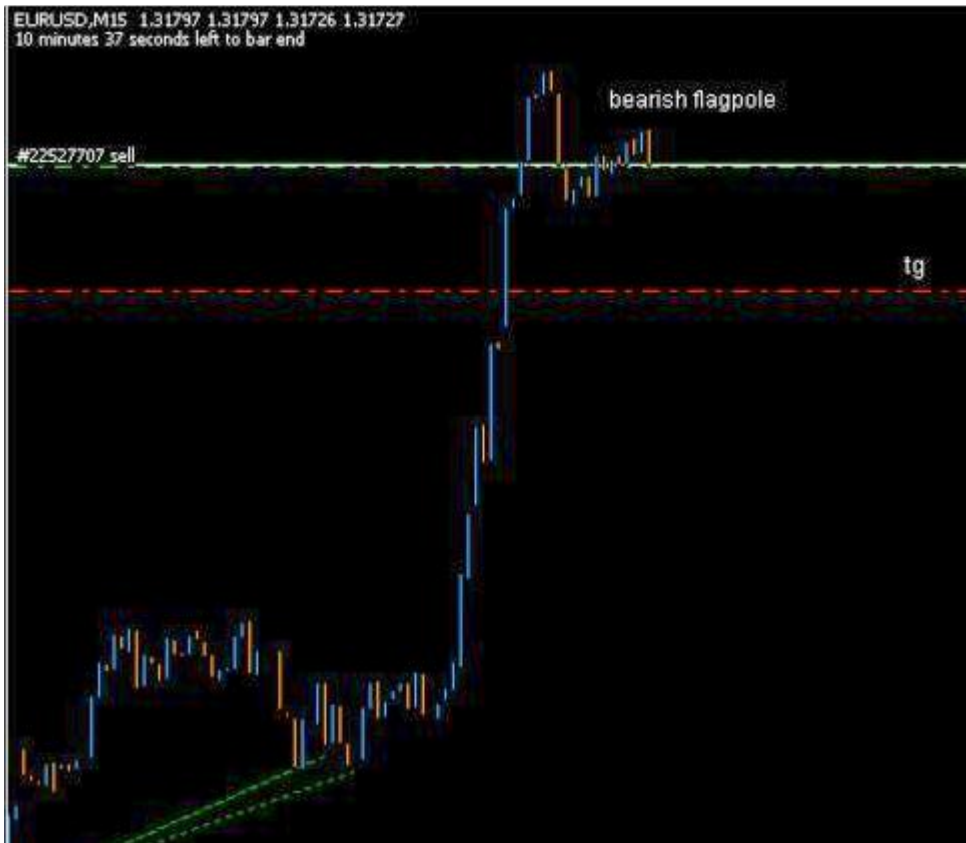 EURUSD,M15 1.31797 1.31797 1.31726 1.31727
10 minutes 37 seconds left to bar end
bearish flagpole
#22527707 sell
tg